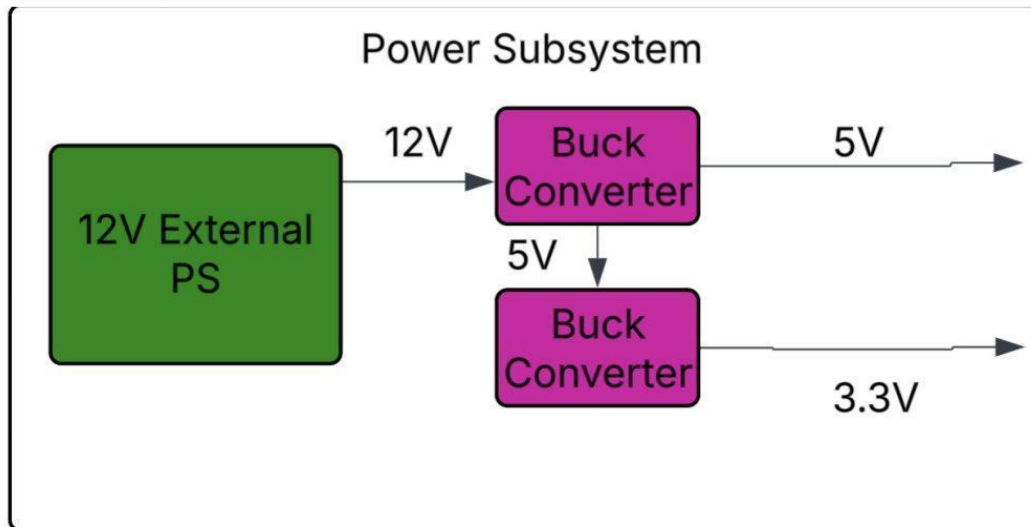 Power Subsystem
12V
Buck
Converter
5V
12V External
PS
5V
Buck
Converter
3.3V